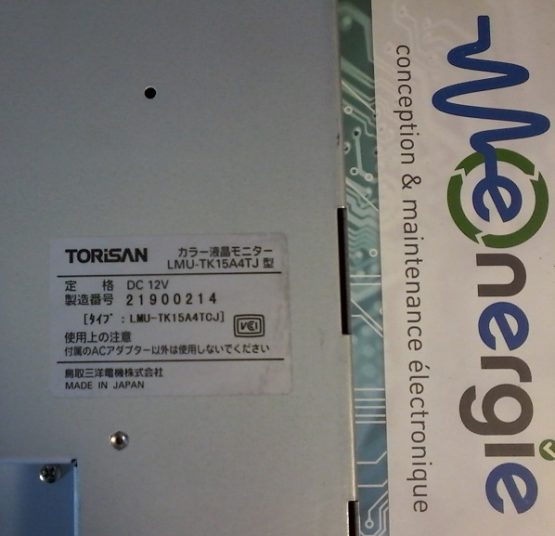 TORiSAN カラー液晶モニター
LMU-TK15A4TJ 型
定 格 DC 12V
製造番号 21900214
[タイプ : LMU-TK15A4TCJ]
VCI
使用上の注意
付属のACアダプター以外は使用しないでください
鳥取三洋電機株式会社
MADE IN JAPAN
energie
conception & maintenance électronique